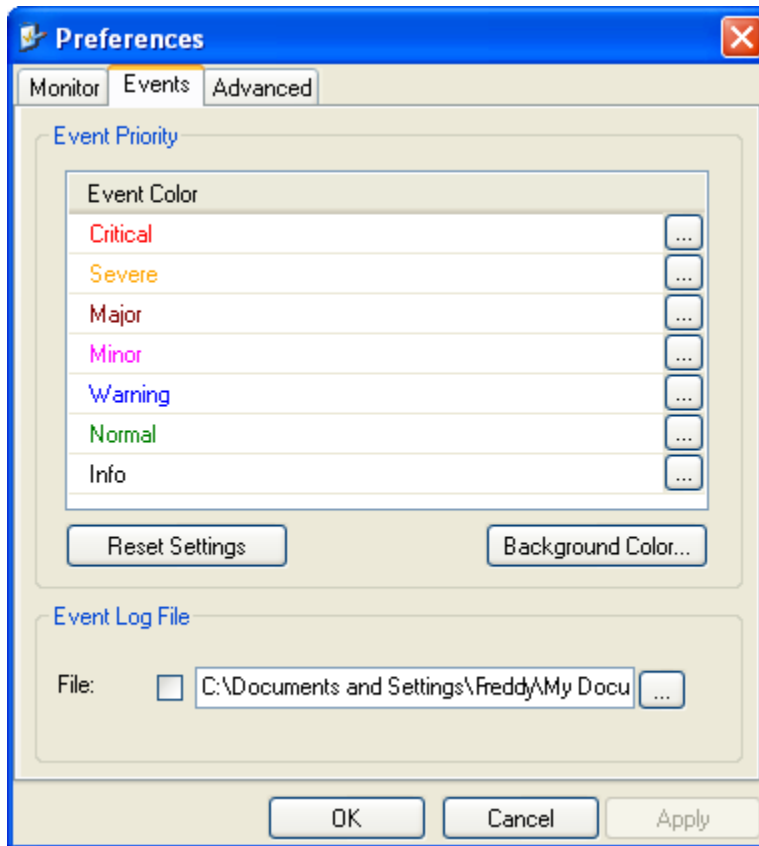 Preferences
Monitor Events Advanced
Event Priority
Event Color
Critical ...
Severe ...
Major ...
Minor ...
Warning ...
Normal ...
Info ...
Reset Settings Background Color...
Event Log File
File: C:\Documents and Settings\Freddy\My Docu ...
OK Cancel Apply